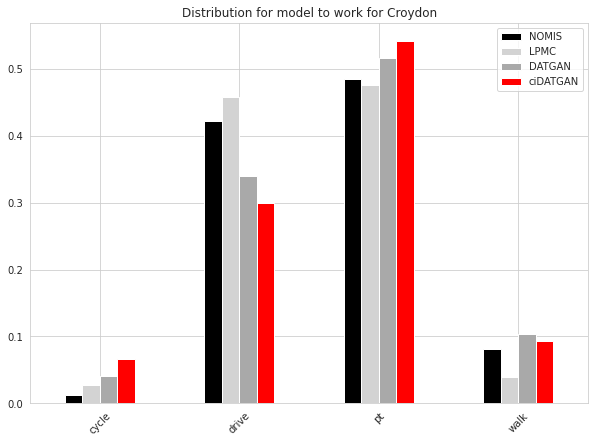 Distribution for model to work for Croydon
NOMIS
LPMC
DATGAN
ciDATGAN
0.5
0.4
0.3
0.2
0.1
0.0
cycle
drive
pt
walk